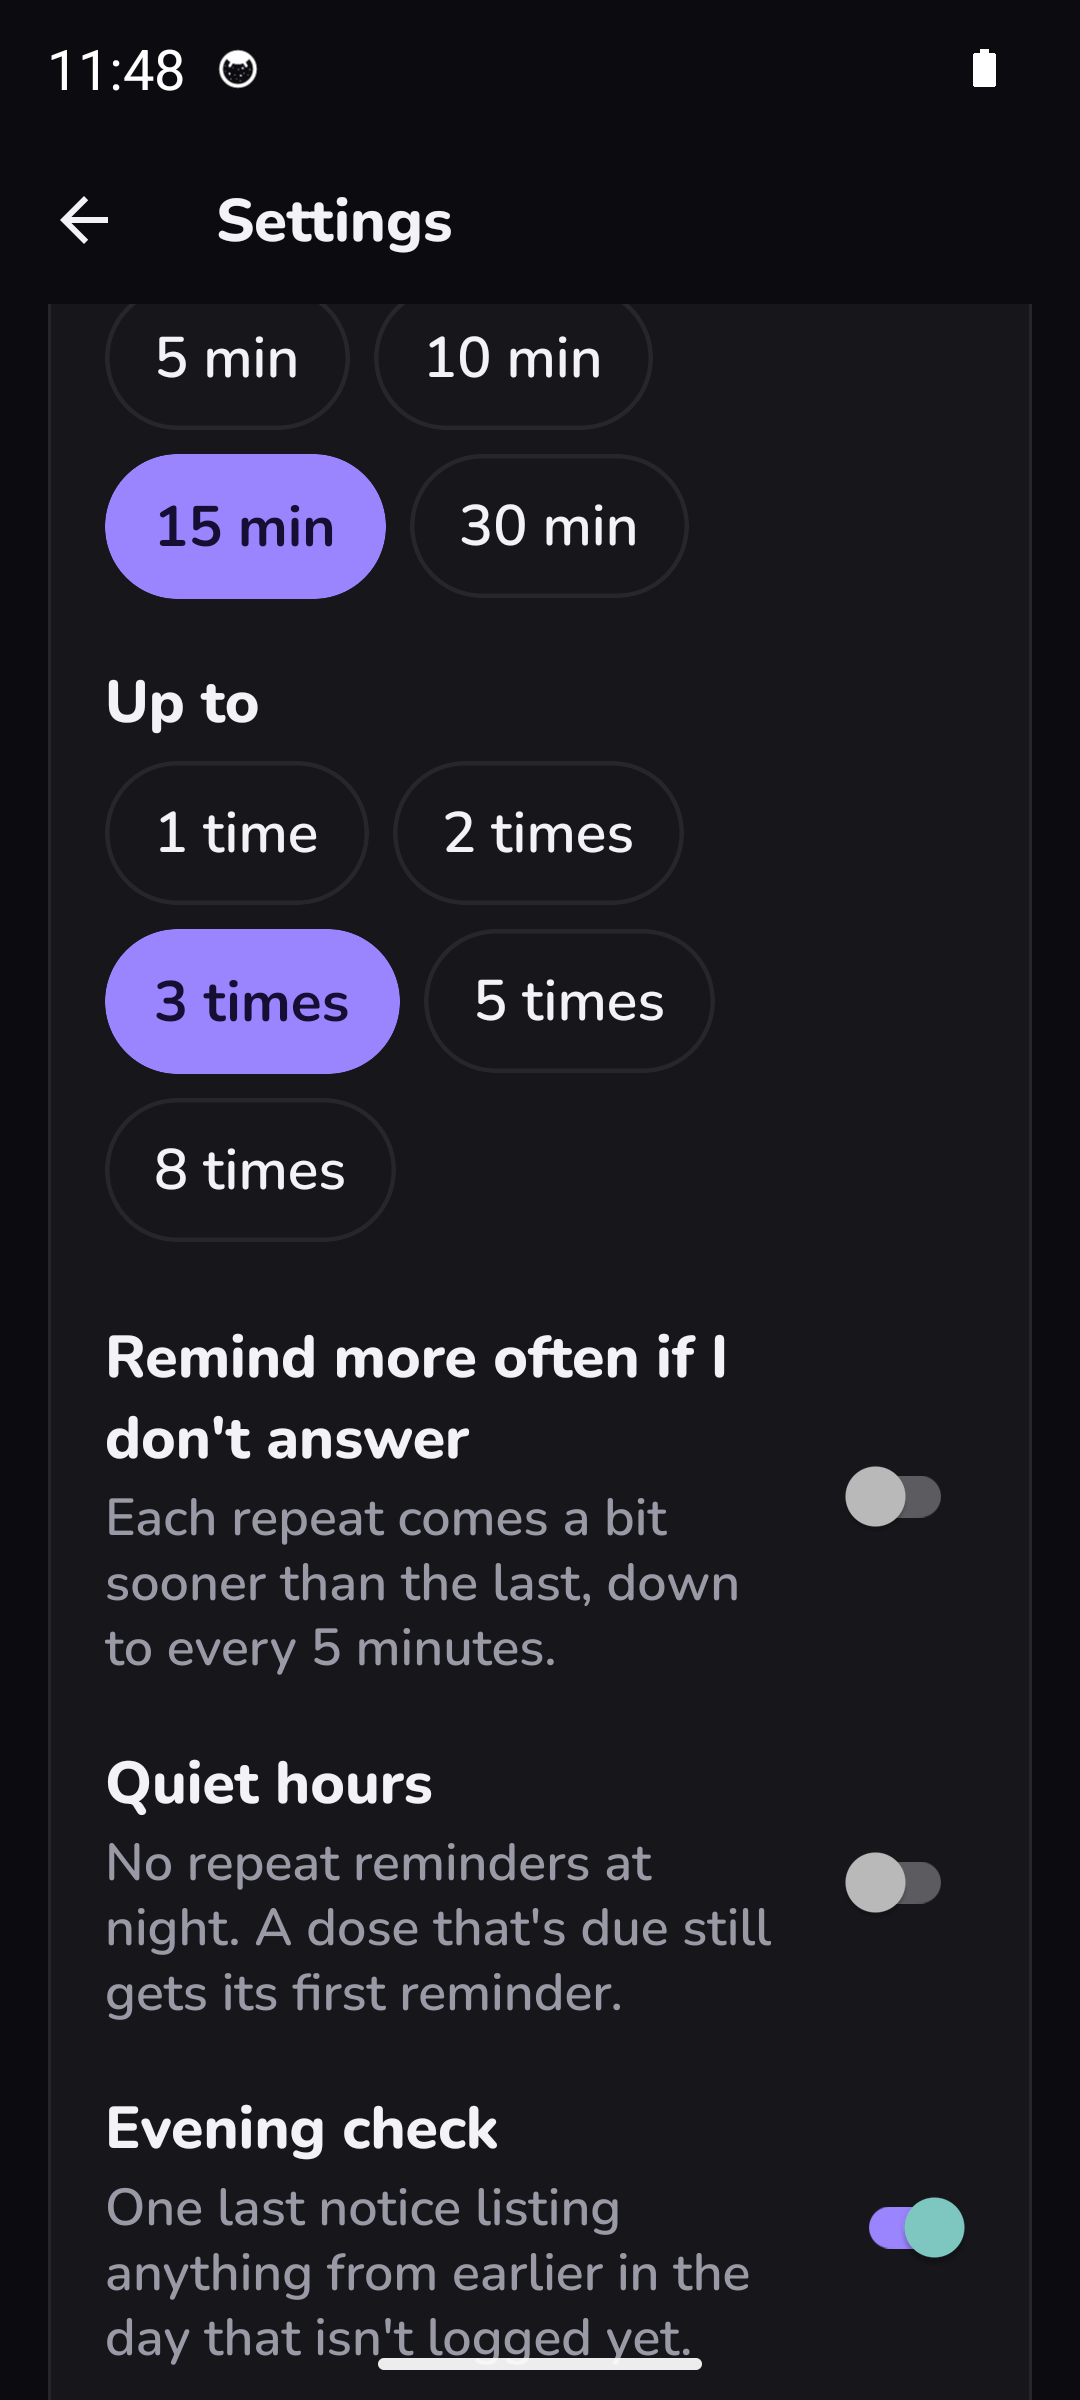 11:48
Settings
5 min
10 min
15 min
30 min
Up to
1 time
2 times
3 times
5 times
8 times
Remind more often if I
don't answer
Each repeat comes a bit
sooner than the last, down
to every 5 minutes.
Quiet hours
No repeat reminders at
night. A dose that's due still
gets its first reminder.
Evening check
One last notice listing
anything from earlier in the
day that isn't logged yet.